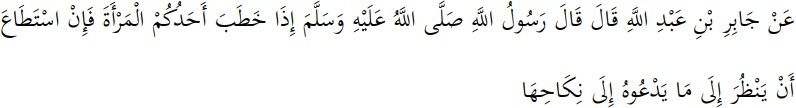 عَنْ جَابِرِ بْنِ عَبْدِ اللَّهِ قَالَ قَالَ رَسُولُ اللَّهِ صَلَّى اللَّهُ عَلَيْهِ وَسَلَّمَ إِذَا خَطَبَ أَحَدُكُمْ الْمَرْأَةَ فَإِنْ اسْتَطَاعَ
أَنْ يَنْظُرَ إِلَى مَا يَدْعُوهُ إِلَى نِكَاحِهَا